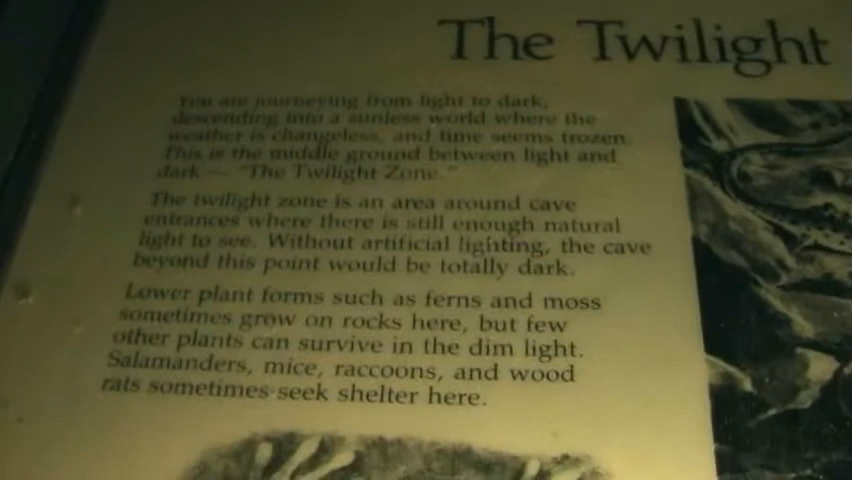 The Twilight
You are journeying from light to dark,
descending into a sunless world where the
weather is changeless, and time seems frozen.
This is the middle ground between light and
dark — "The Twilight Zone."
The twilight zone is an area around cave
entrances where there is still enough natural
light to see. Without artificial lighting, the cave
beyond this point would be totally dark.
Lower plant forms such as ferns and moss
sometimes grow on rocks here, but few
other plants can survive in the dim light.
Salamanders, mice, raccoons, and wood
rats sometimes seek shelter here.